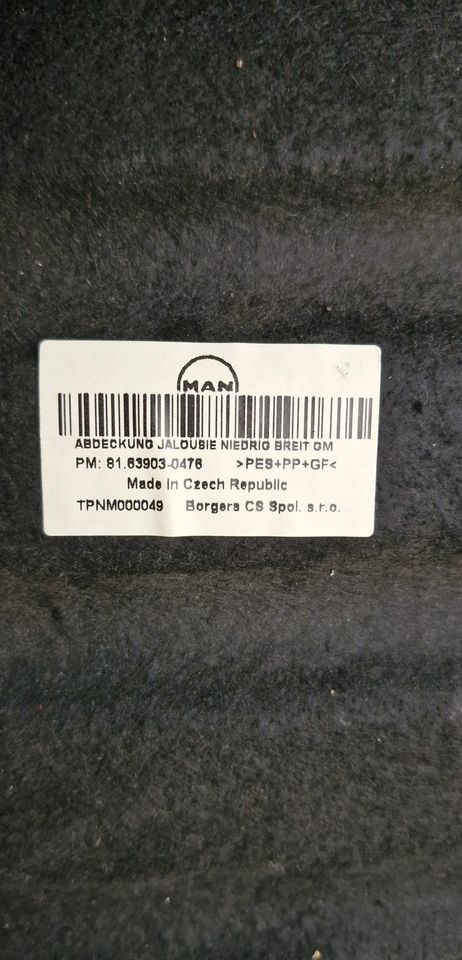 MAN
ABDECKUNG JALOUSIE NIEDRIG BREIT GM
PM: 81.63903-0476 >PES+PP+GF<
Made in Czech Republic
TPNM000049 Borgers CS Spol. s.r.o.